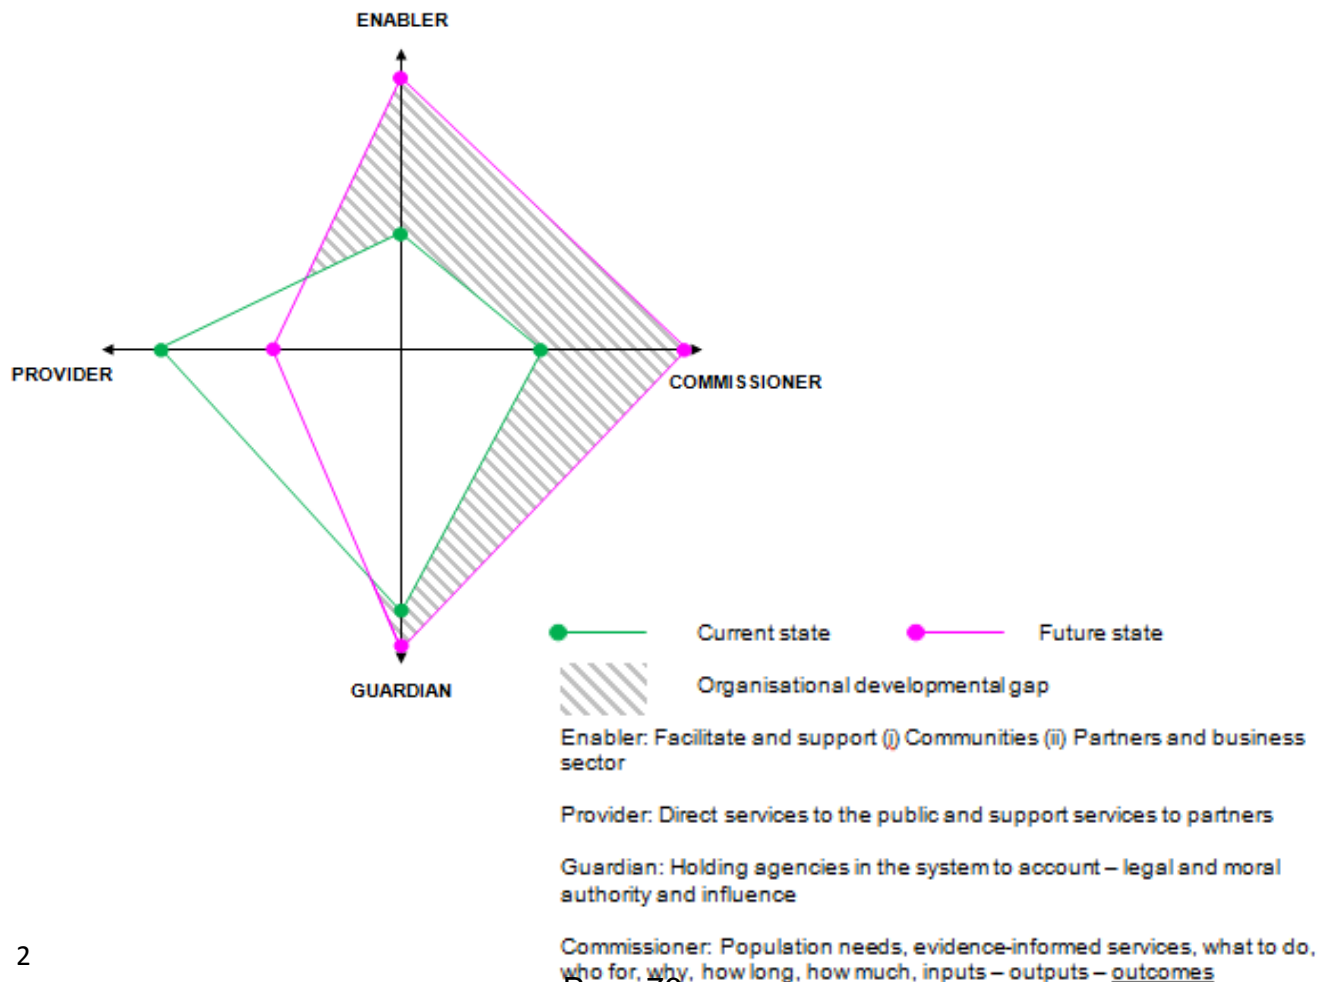 ENABLER
PROVIDER
COMMISSIONER
GUARDIAN
Current state
Future state
Organisational developmental gap
Enabler: Facilitate and support (i) Communities (ii) Partners and business
sector
Provider: Direct services to the public and support services to partners
Guardian: Holding agencies in the system to account – legal and moral
authority and influence
Commissioner: Population needs, evidence-informed services, what to do,
who for, why, how long, how much, inputs – outputs – outcomes
2